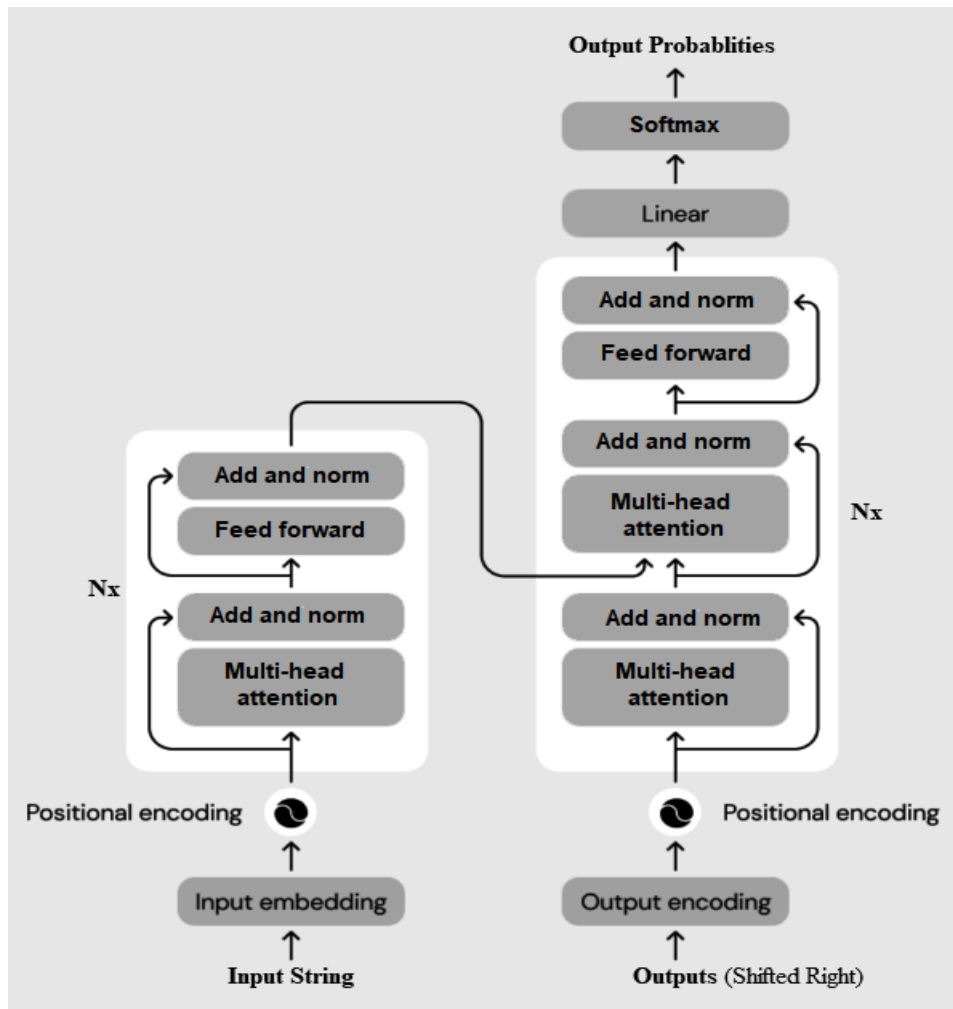 Output Probablities
Softmax
Linear
Add and norm
Feed forward
Add and norm
Multi-head
attention
Nx
Add and norm
Multi-head
attention
Positional encoding
Output encoding
Outputs (Shifted Right)
Add and norm
Feed forward
Nx
Add and norm
Multi-head
attention
Positional encoding
Input embedding
Input String